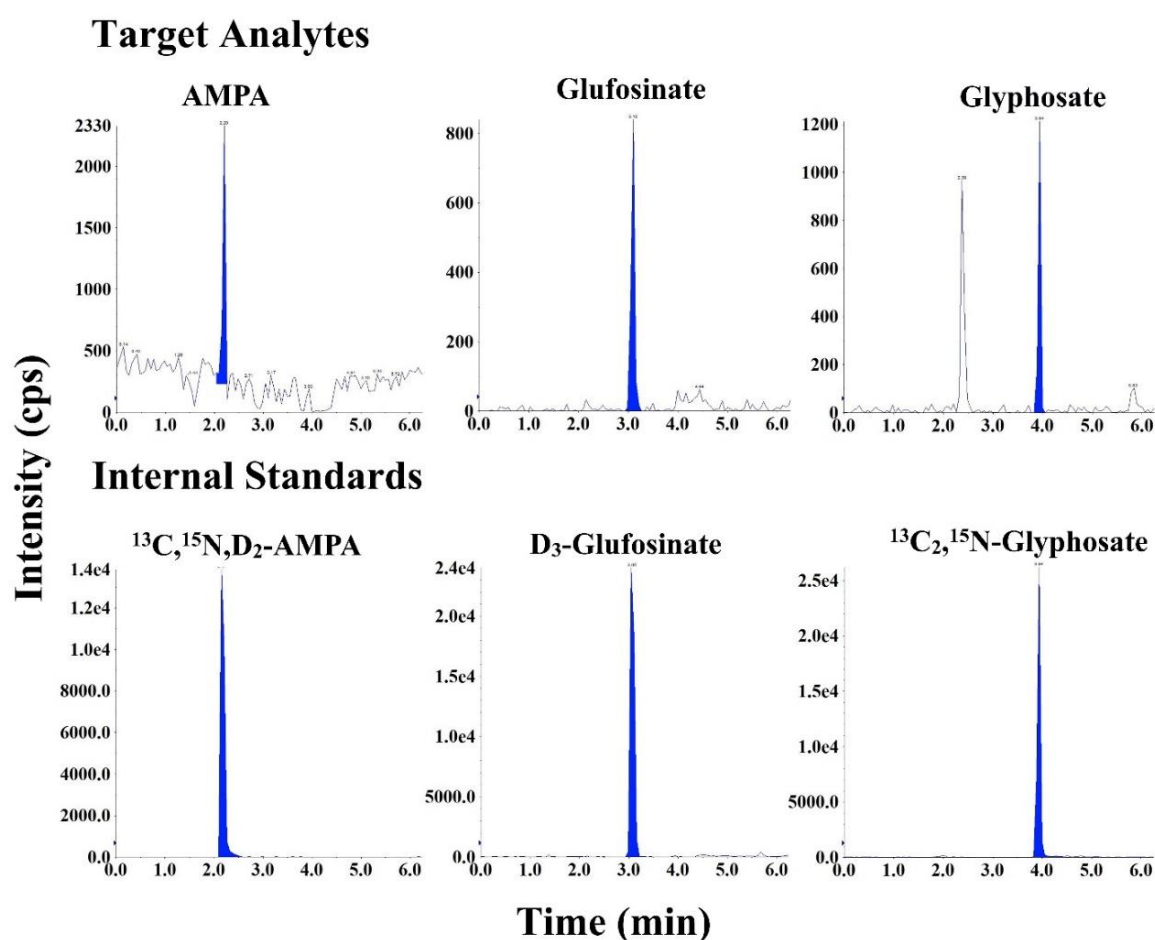 Target Analytes
AMPA
Glufosinate
Glyphosate
2330
2000
1500
1000
500
0
0.0 1.0 2.0 3.0 4.0 5.0 6.0
800
600
400
200
0
0.0 1.0 2.0 3.0 4.0 5.0 6.0
1200
1000
800
600
400
200
0
0.0 1.0 2.0 3.0 4.0 5.0 6.0
Intensity (cps)
Internal Standards
¹³C,¹⁵N,D₂-AMPA
D₃-Glufosinate
¹³C₂,¹⁵N-Glyphosate
1.4e4
1.2e4
1.0e4
8000.0
6000.0
4000.0
2000.0
0.0
0.0 1.0 2.0 3.0 4.0 5.0 6.0
2.4e4
2.0e4
1.5e4
1.0e4
5000.0
0.0
0.0 1.0 2.0 3.0 4.0 5.0 6.0
2.5e4
2.0e4
1.5e4
1.0e4
5000.0
0.0
0.0 1.0 2.0 3.0 4.0 5.0 6.0
Time (min)